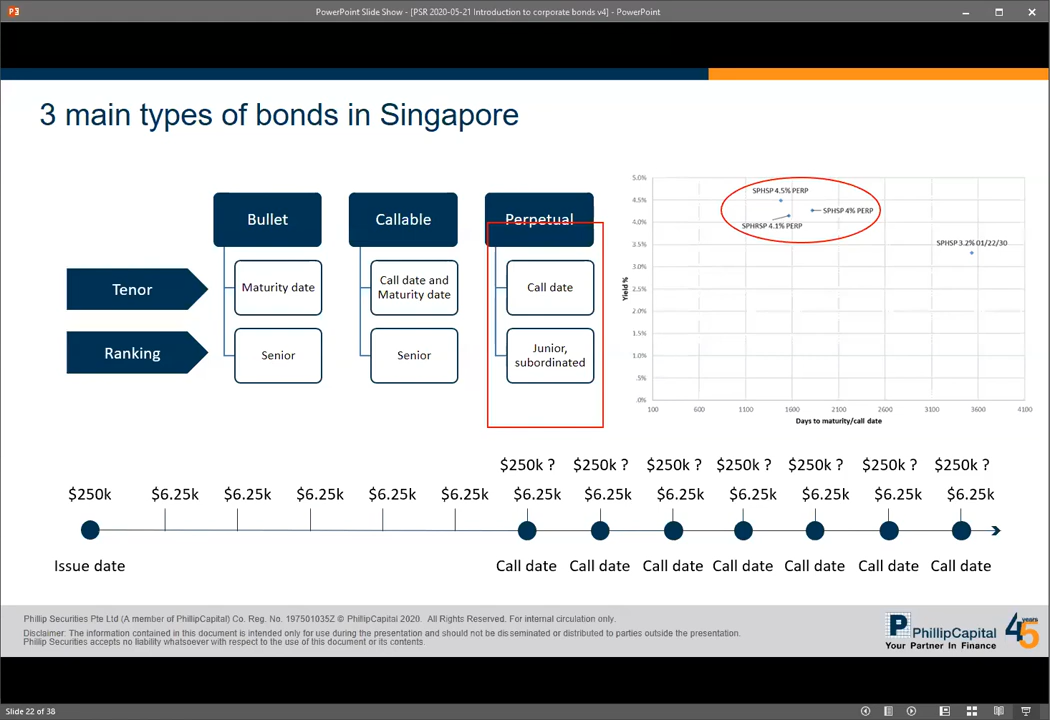 PowerPoint Slide Show - [PSR 2020-05-21 Introduction to corporate bonds v4] - PowerPoint
3 main types of bonds in Singapore
Bullet
Callable
Perpetual
Tenor
Maturity date
Call date and
Maturity date
Call date
Ranking
Senior
Senior
Junior,
subordinated
5.0%
4.5%
4.0%
3.5%
3.0%
2.5%
2.0%
1.5%
1.0%
.5%
.0%
Yield %
SPHSP 4.5% PERP
SPHSP 4% PERP
SPHRSP 4.1% PERP
SPHSP 3.2% 01/22/30
100 600 1100 1600 2100 2600 3100 3600 4100
Days to maturity/call date
$250k ? $250k ? $250k ? $250k ? $250k ? $250k ? $250k ?
$250k $6.25k $6.25k $6.25k $6.25k $6.25k $6.25k $6.25k $6.25k $6.25k $6.25k $6.25k $6.25k
Issue date Call date Call date Call date Call date Call date Call date Call date
Phillip Securities Pte Ltd (A member of PhillipCapital) Co. Reg. No. 197501035Z © PhillipCapital 2020. All Rights Reserved. For internal circulation only.
Disclaimer: The information contained in this document is intended only for use during the presentation and should not be disseminated or distributed to parties outside the presentation.
Phillip Securities accepts no liability whatsoever with respect to the use of this document or its contents.
P PhillipCapital
Your Partner In Finance
45 years
Slide 22 of 38